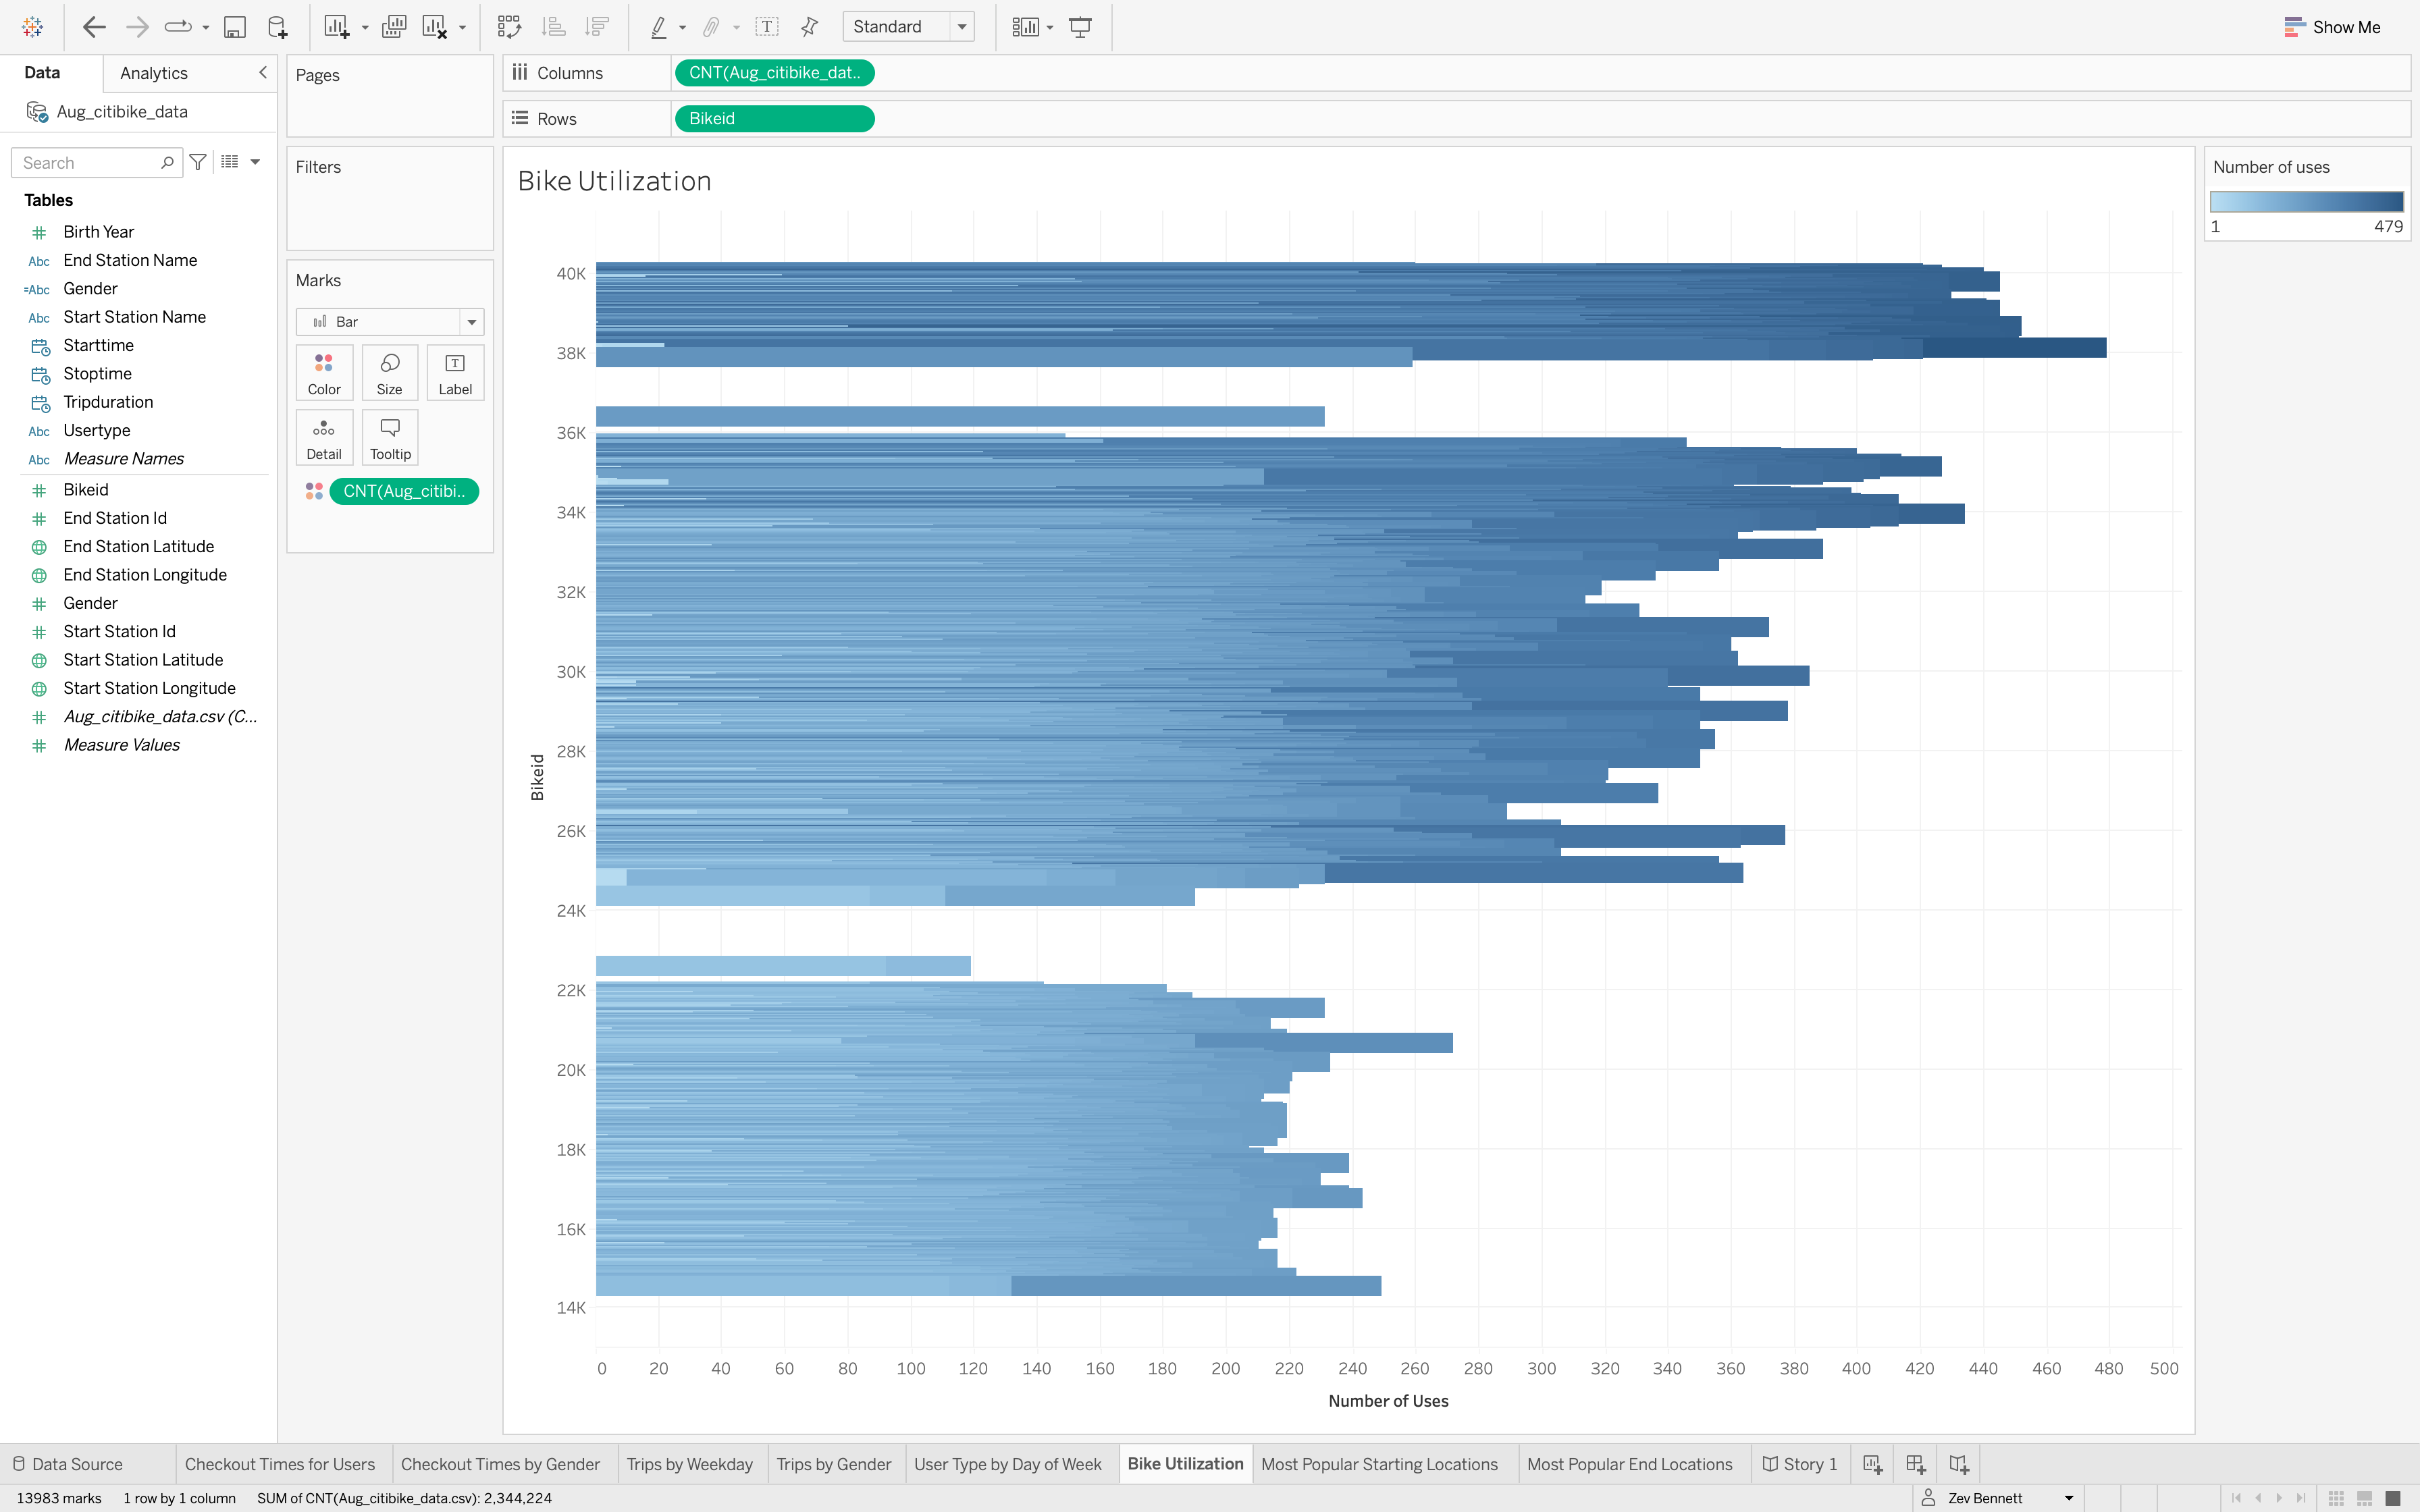 Standard
Show Me
Data
Analytics
Aug_citibike_data
Search
Tables
Birth Year
Abc End Station Name
=Abc Gender
Abc Start Station Name
Starttime
Stoptime
Tripduration
Abc Usertype
Abc Measure Names
Bikeid
End Station Id
End Station Latitude
End Station Longitude
Gender
Start Station Id
Start Station Latitude
Start Station Longitude
Aug_citibike_data.csv (C...
Measure Values
Pages
Filters
Marks
Bar
Color
Size
T
Label
Detail
Tooltip
CNT(Aug_citibi..
Columns
CNT(Aug_citibike_dat..
Rows
Bikeid
Bike Utilization
40K
38K
36K
34K
32K
30K
28K
26K
24K
22K
20K
18K
16K
14K
Bikeid
0 20 40 60 80 100 120 140 160 180 200 220 240 260 280 300 320 340 360 380 400 420 440 460 480 500
Number of Uses
Number of uses
1 479
Data Source
Checkout Times for Users
Checkout Times by Gender
Trips by Weekday
Trips by Gender
User Type by Day of Week
Bike Utilization
Most Popular Starting Locations
Most Popular End Locations
Story 1
13983 marks
1 row by 1 column
SUM of CNT(Aug_citibike_data.csv): 2,344,224
Zev Bennett